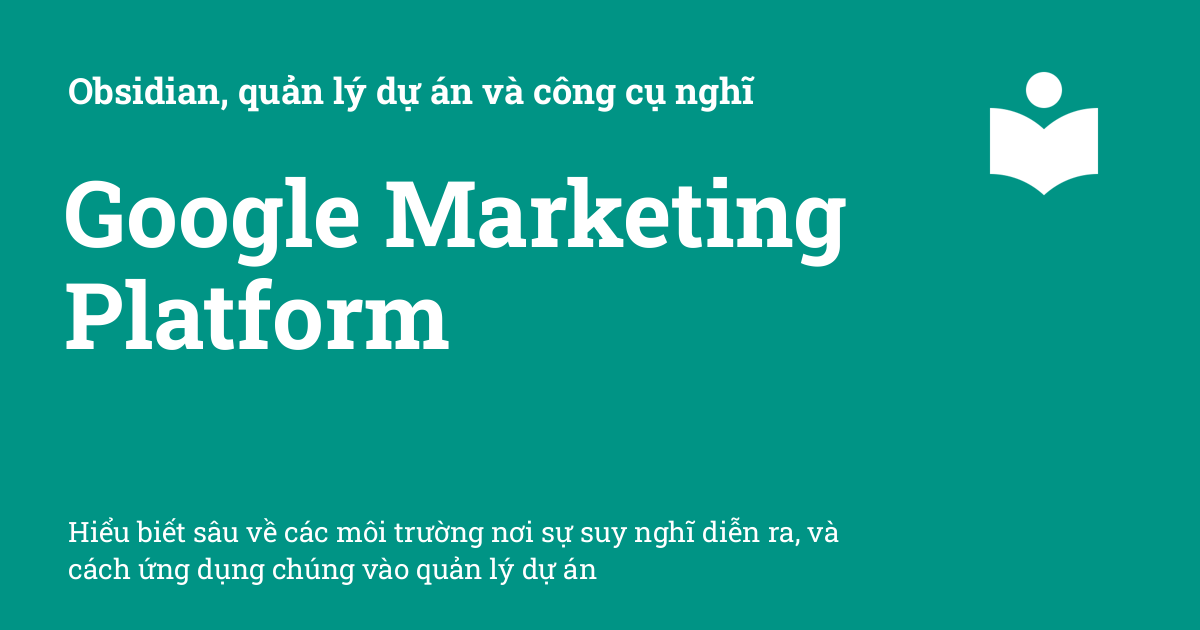 Obsidian, quản lý dự án và công cụ nghĩ
Google Marketing
Platform
Hiểu biết sâu về các môi trường nơi sự suy nghĩ diễn ra, và
cách ứng dụng chúng vào quản lý dự án